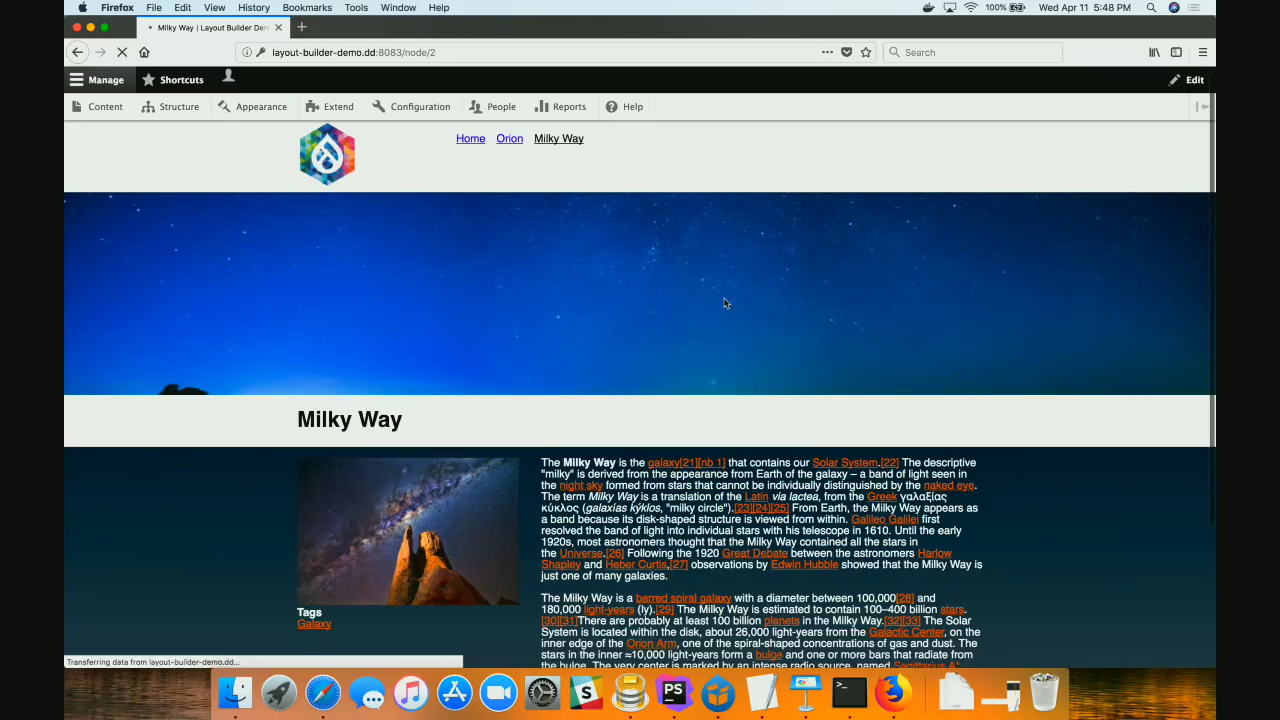 Firefox File Edit View History Bookmarks Tools Window Help 100% Wed Apr 11 5:48 PM
Milky Way | Layout Builder Dem
layout-builder-demo.dd:8083/node/2 Search
Manage Shortcuts Edit
Content Structure Appearance Extend Configuration People Reports Help
Home Orion Milky Way
Milky Way
The Milky Way is the galaxy[21][nb 1] that contains our Solar System.[22] The descriptive
"milky" is derived from the appearance from Earth of the galaxy – a band of light seen in
the night sky formed from stars that cannot be individually distinguished by the naked eye.
The term Milky Way is a translation of the Latin via lactea, from the Greek γαλαξίας
κύκλος (galaxías kýklos, "milky circle").[23][24][25] From Earth, the Milky Way appears as
a band because its disk-shaped structure is viewed from within. Galileo Galilei first
resolved the band of light into individual stars with his telescope in 1610. Until the early
1920s, most astronomers thought that the Milky Way contained all the stars in
the Universe.[26] Following the 1920 Great Debate between the astronomers Harlow
Shapley and Heber Curtis,[27] observations by Edwin Hubble showed that the Milky Way is
just one of many galaxies.
The Milky Way is a barred spiral galaxy with a diameter between 100,000[28] and
180,000 light-years (ly).[29] The Milky Way is estimated to contain 100–400 billion stars.
[30][31]There are probably at least 100 billion planets in the Milky Way.[32][33] The Solar
System is located within the disk, about 26,000 light-years from the Galactic Center, on the
inner edge of the Orion Arm, one of the spiral-shaped concentrations of gas and dust. The
stars in the inner ≈10,000 light-years form a bulge and one or more bars that radiate from
the bulge. The very center is marked by an intense radio source, named Sagittarius A*
Tags
Galaxy
Transferring data from layout-builder-demo.dd...
S
PS
>_